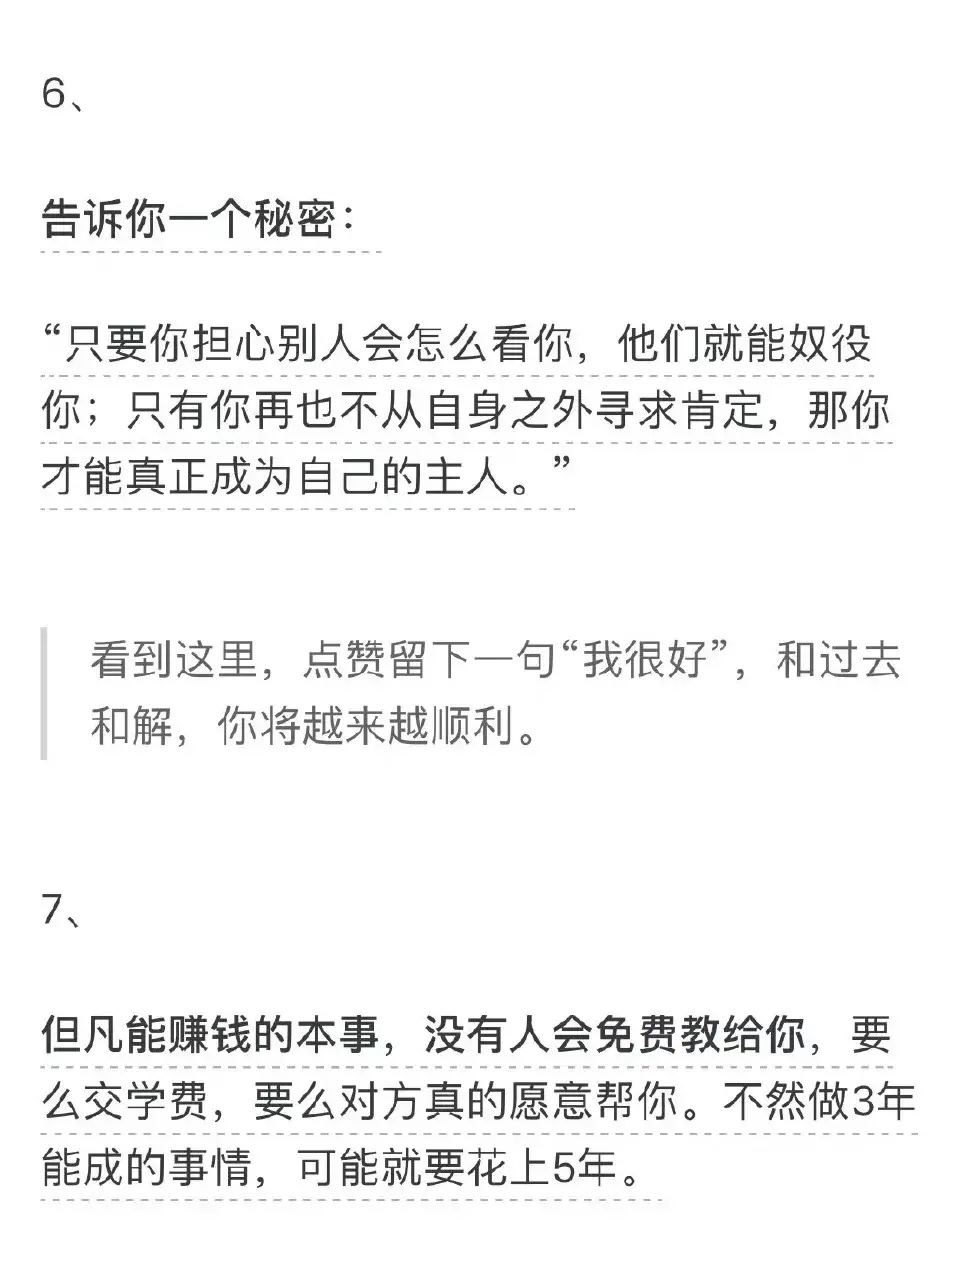 6、
告诉你一个秘密：
“只要你担心别人会怎么看你，他们就能奴役
你；只有你再也不从自身之外寻求肯定，那你
才能真正成为自己的主人。”
看到这里，点赞留下一句“我很好”，和过去
和解，你将越来越顺利。
7、
但凡能赚钱的本事，没有人会免费教给你，要
么交学费，要么对方真的愿意帮你。不然做3年
能成的事情，可能就要花上5年。